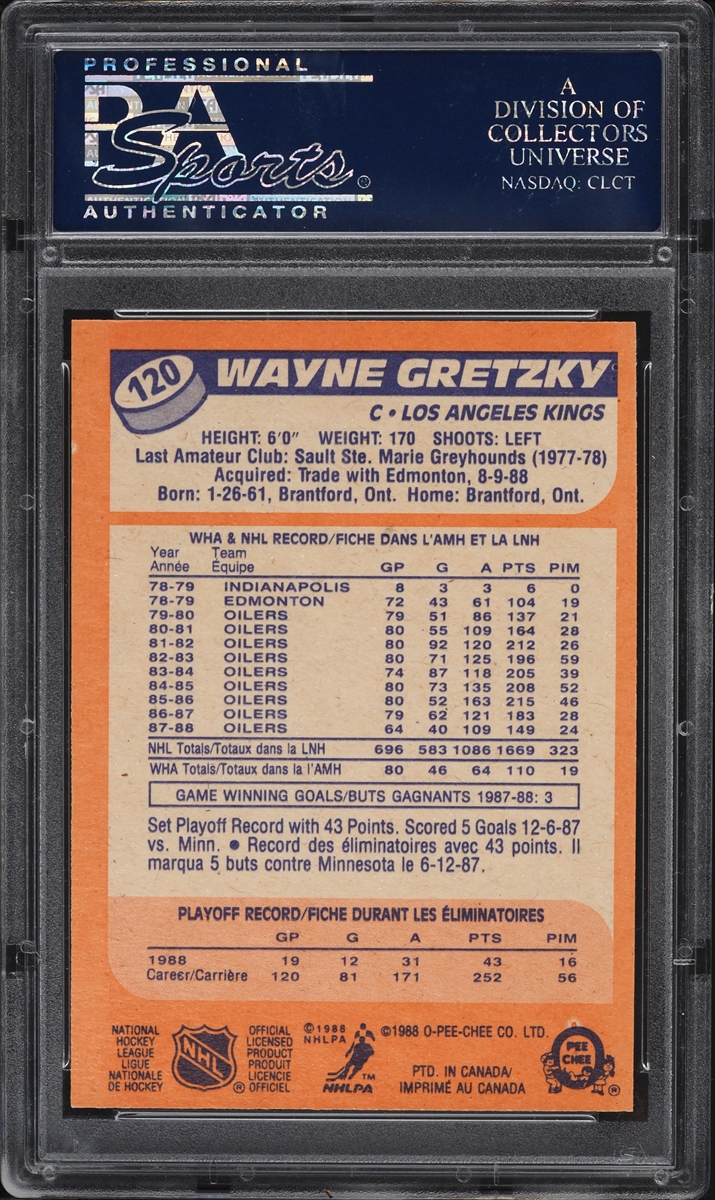 PROFESSIONAL
PSA
Sports®
AUTHENTICATOR
A
DIVISION OF
COLLECTORS
UNIVERSE
NASDAQ: CLCT
120
WAYNE GRETZKY
C • LOS ANGELES KINGS
HEIGHT: 6'0" WEIGHT: 170 SHOOTS: LEFT
Last Amateur Club: Sault Ste. Marie Greyhounds (1977-78)
Acquired: Trade with Edmonton, 8-9-88
Born: 1-26-61, Brantford, Ont. Home: Brantford, Ont.
WHA & NHL RECORD/FICHE DANS L'AMH ET LA LNH
Year Team
Année Équipe GP G A PTS PIM
78-79 INDIANAPOLIS 8 3 3 6 0
78-79 EDMONTON 72 43 61 104 19
79-80 OILERS 79 51 86 137 21
80-81 OILERS 80 55 109 164 28
81-82 OILERS 80 92 120 212 26
82-83 OILERS 80 71 125 196 59
83-84 OILERS 74 87 118 205 39
84-85 OILERS 80 73 135 208 52
85-86 OILERS 80 52 163 215 46
86-87 OILERS 79 62 121 183 28
87-88 OILERS 64 40 109 149 24
NHL Totals/Totaux dans la LNH 696 583 1086 1669 323
WHA Totals/Totaux dans la l'AMH 80 46 64 110 19
GAME WINNING GOALS/BUTS GAGNANTS 1987-88: 3
Set Playoff Record with 43 Points. Scored 5 Goals 12-6-87
vs. Minn. ● Record des éliminatoires avec 43 points. Il
marqua 5 buts contre Minnesota le 6-12-87.
PLAYOFF RECORD/FICHE DURANT LES ÉLIMINATOIRES
GP G A PTS PIM
1988 19 12 31 43 16
Career/Carrière 120 81 171 252 56
NATIONAL
HOCKEY
LEAGUE
LIGUE
NATIONALE
DE HOCKEY
NHL
®
OFFICIAL
LICENSED
PRODUCT
PRODUIT
LICENCIE
OFFICIEL
©1988
NHLPA
TM
NHLPA
©1988 O-PEE-CHEE CO. LTD.
PTD. IN CANADA/
IMPRIMÉ AU CANADA
O
PEE
CHEE
®